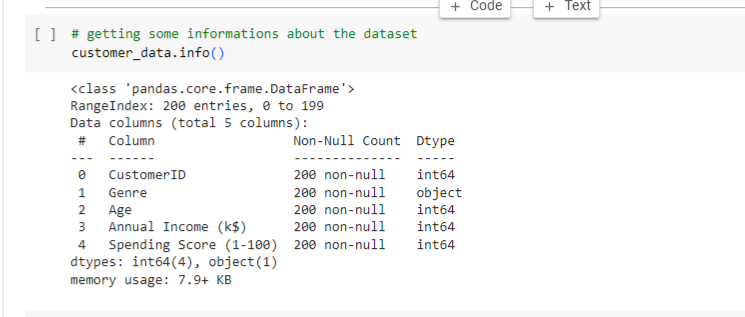 + Code + Text
[ ] # getting some informations about the dataset
customer_data.info()
<class 'pandas.core.frame.DataFrame'>
RangeIndex: 200 entries, 0 to 199
Data columns (total 5 columns):
# Column Non-Null Count Dtype
--- ------ -------------- -----
0 CustomerID 200 non-null int64
1 Genre 200 non-null object
2 Age 200 non-null int64
3 Annual Income (k$) 200 non-null int64
4 Spending Score (1-100) 200 non-null int64
dtypes: int64(4), object(1)
memory usage: 7.9+ KB